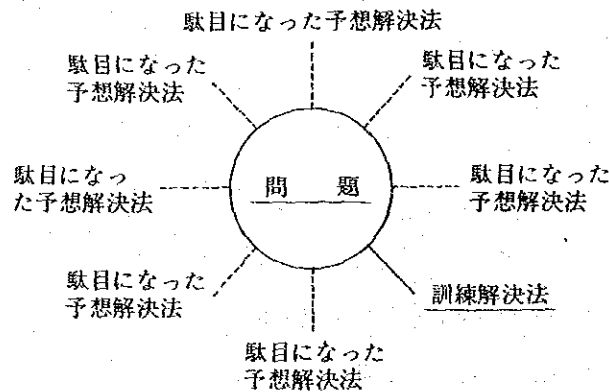 駄目になった予想解決法
駄目になった
予想解決法
駄目になった
予想解決法
駄目になっ
た予想解決法
問 題
駄目になった
予想解決法
駄目になった
予想解決法
訓練解決法
駄目になった
予想解決法